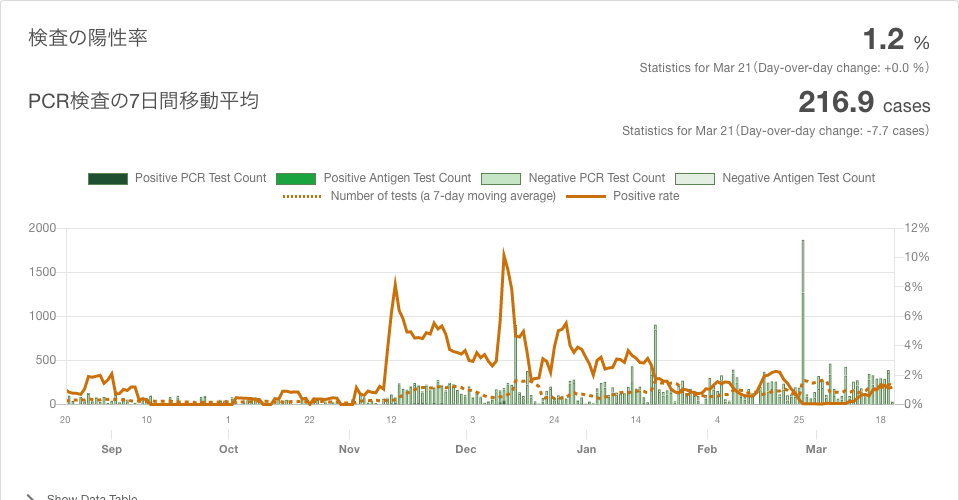 検査の陽性率
1.2 %
Statistics for Mar 21(Day-over-day change: +0.0 %)
PCR検査の7日間移動平均
216.9 cases
Statistics for Mar 21(Day-over-day change: -7.7 cases)
Positive PCR Test Count Positive Antigen Test Count Negative PCR Test Count Negative Antigen Test Count
Number of tests (a 7-day moving average) Positive rate
2000 12%
10%
1500
8%
1000 6%
4%
500
2%
0 0%
20 10 1 22 12 3 24 14 4 25 18
Sep Oct Nov Dec Jan Feb Mar
Show Data Table